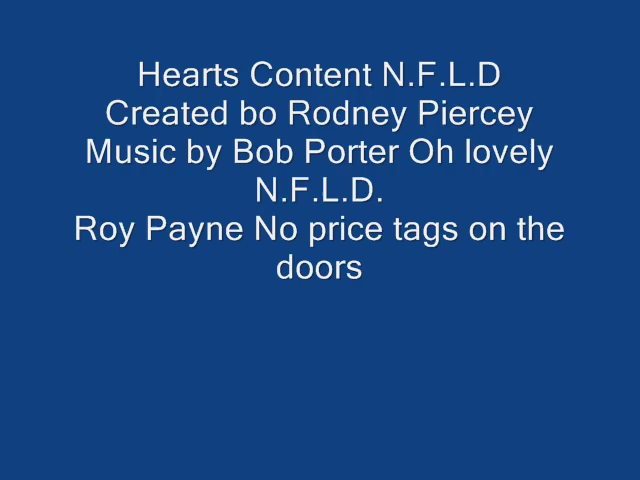 Hearts Content N.F.L.D
Created bo Rodney Piercey
Music by Bob Porter Oh lovely
N.F.L.D.
Roy Payne No price tags on the
doors